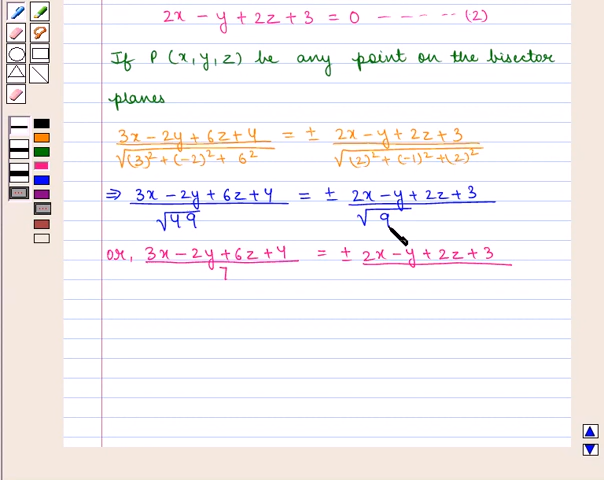 2x - y + 2z + 3 = 0 ------ (2)
If P(x, y, z) be any point on the bisector
planes
(3x - 2y + 6z + 4)/√((3)² + (-2)² + 6²) = ± (2x - y + 2z + 3)/√((2)² + (-1)² + (2)²)
⇒ (3x - 2y + 6z + 4)/√49 = ± (2x - y + 2z + 3)/√9
or, (3x - 2y + 6z + 4)/7 = ± (2x - y + 2z + 3)/